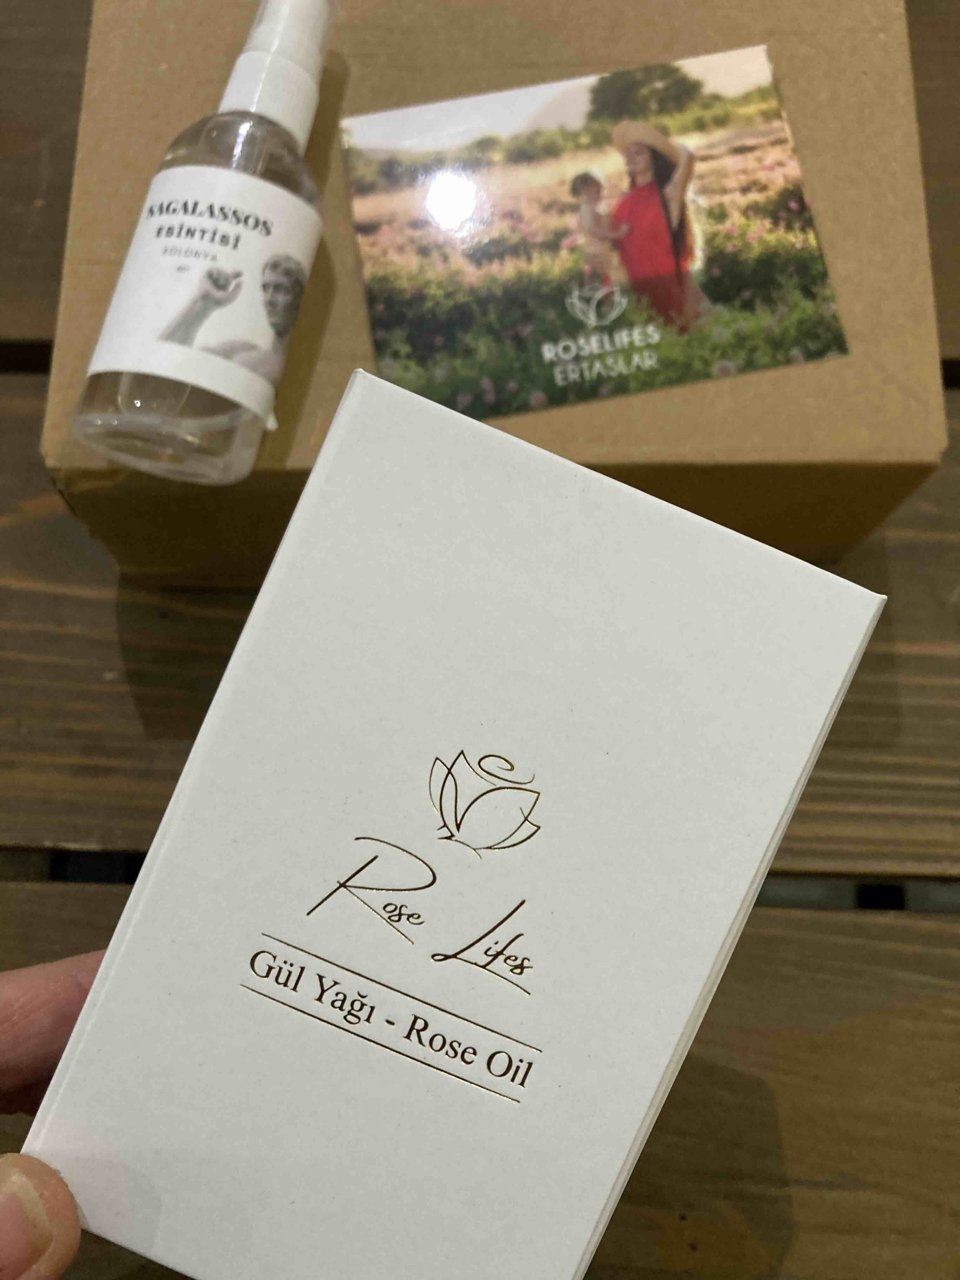 SAGALASSOS
ESİNTİSİ
KOLONYA
ROSELIFES
ERTAŞLAR
Rose Lifes
Gül Yağı - Rose Oil